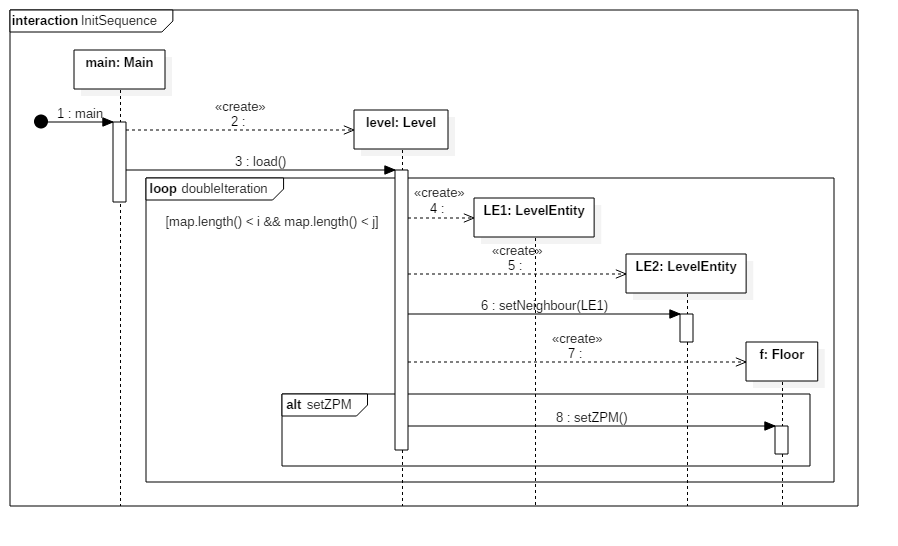 interaction InitSequence
main: Main
1 : main
«create»
2 :
level: Level
3 : load()
loop doubleIteration
[map.length() < i && map.length() < j]
«create»
4 :
LE1: LevelEntity
«create»
5 :
LE2: LevelEntity
6 : setNeighbour(LE1)
«create»
7 :
f: Floor
alt setZPM
8 : setZPM()